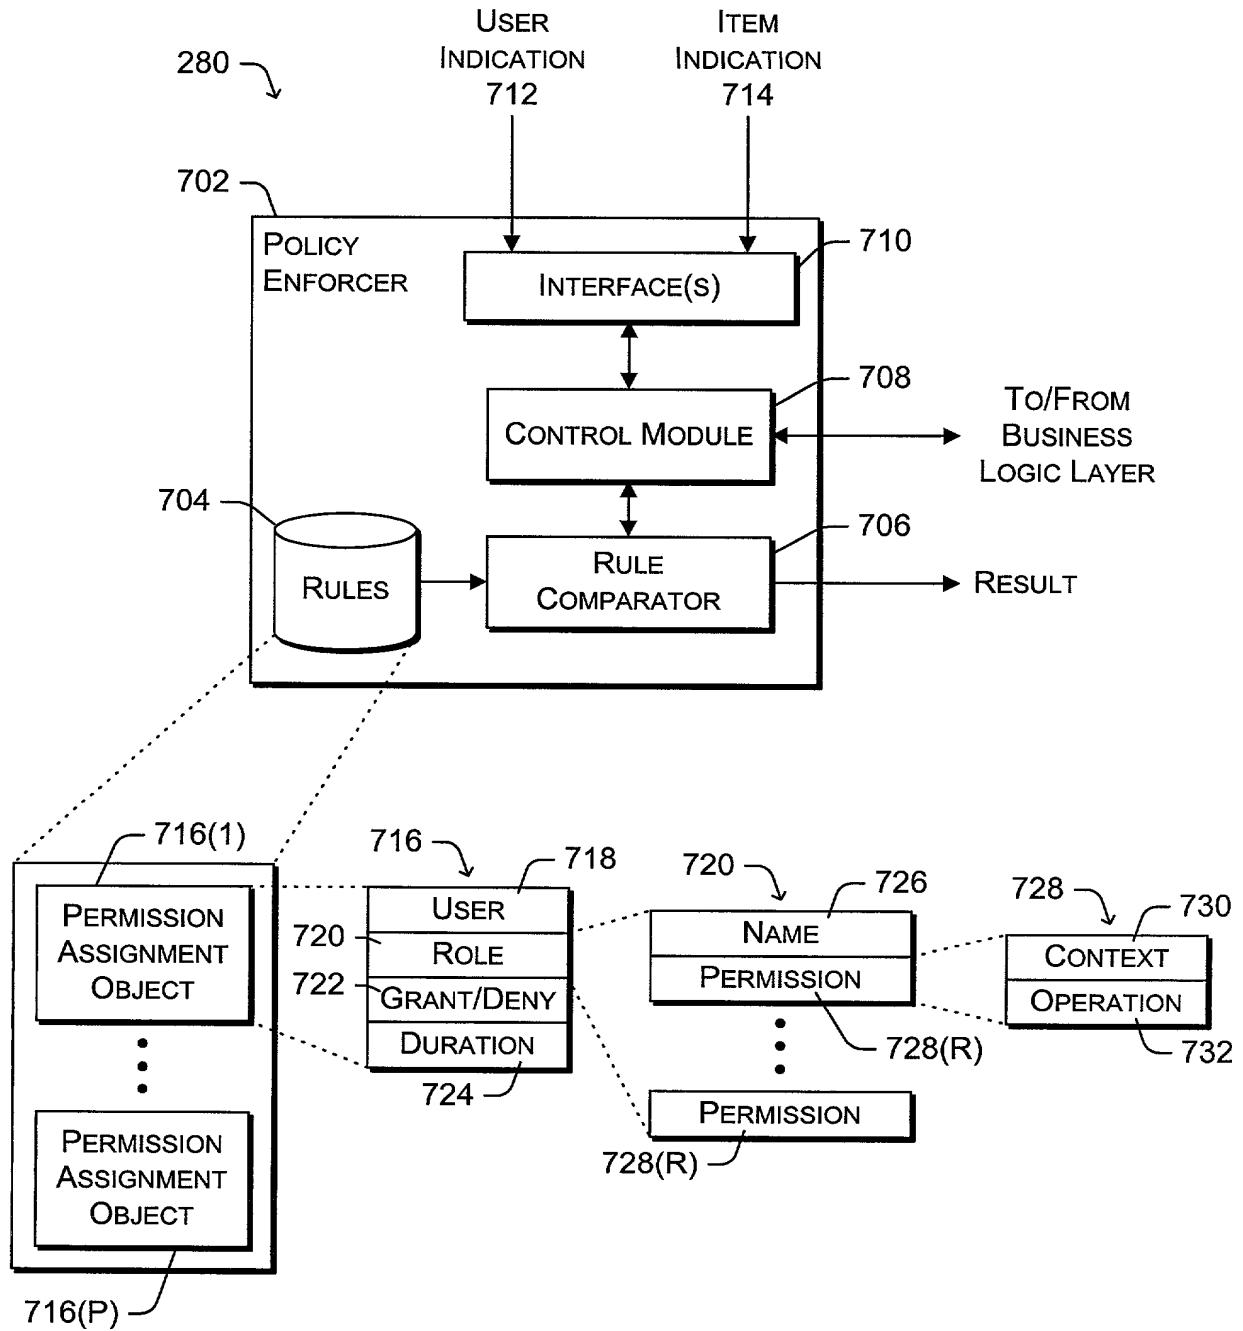 USER
INDICATION
712
ITEM
INDICATION
714
280
702
POLICY
ENFORCER
710
INTERFACE(S)
708
CONTROL MODULE
TO/FROM
BUSINESS
LOGIC LAYER
704
706
RULES
RULE
COMPARATOR
RESULT
716(1)
PERMISSION
ASSIGNMENT
OBJECT
PERMISSION
ASSIGNMENT
OBJECT
716(P)
716
718
USER
720
ROLE
722
GRANT/DENY
DURATION
724
720
726
NAME
PERMISSION
728(R)
PERMISSION
728(R)
728
730
CONTEXT
OPERATION
732